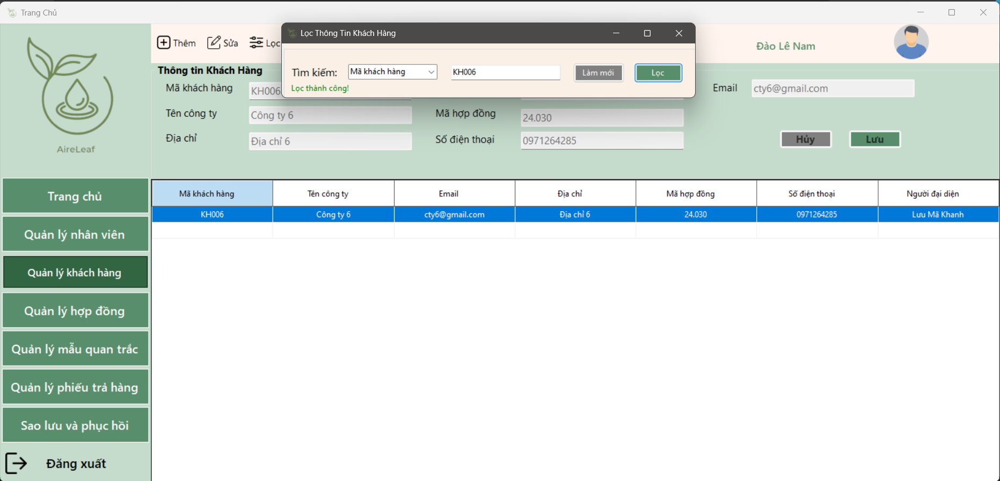 Trang Chủ
Thêm
Sửa
Lọc
Lọc Thông Tin Khách Hàng
Tìm kiếm:
Mã khách hàng
KH006
Làm mới
Lọc
Lọc thành công!
Đào Lê Nam
AireLeaf
Thông tin Khách Hàng
Mã khách hàng
KH006
Email
cty6@gmail.com
Tên công ty
Công ty 6
Mã hợp đồng
24.030
Địa chỉ
Địa chỉ 6
Số điện thoại
0971264285
Hủy
Lưu
Trang chủ
Quản lý nhân viên
Quản lý khách hàng
Quản lý hợp đồng
Quản lý mẫu quan trắc
Quản lý phiếu trả hàng
Sao lưu và phục hồi
Đăng xuất
Mã khách hàng Tên công ty Email Địa chỉ Mã hợp đồng Số điện thoại Người đại diện
KH006 Công ty 6 cty6@gmail.com Địa chỉ 6 24.030 0971264285 Lưu Mã Khanh